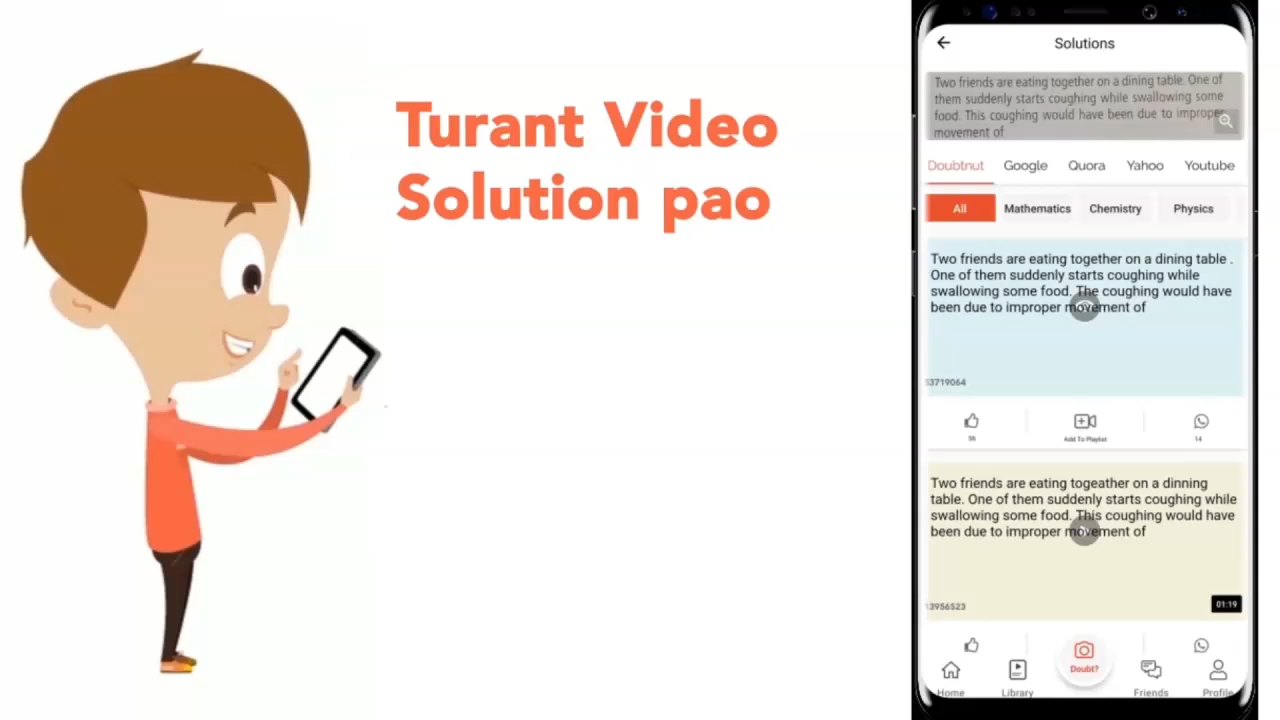 Turant Video
Solution pao
Solutions
Two friends are eating together on a dining table. One of
them suddenly starts coughing while swallowing some
food. This coughing would have been due to improper
movement of
Doubtnut Google Quora Yahoo Youtube
All Mathematics Chemistry Physics
Two friends are eating together on a dining table .
One of them suddenly starts coughing while
swallowing some food. The coughing would have
been due to improper movement of
53719064
56 Add To Playlist 14
Two friends are eating togeather on a dinning
table. One of them suddenly starts coughing while
swallowing some food. This coughing would have
been due to improper movement of
13956523
01:19
Doubt?
Home Library Friends Profile